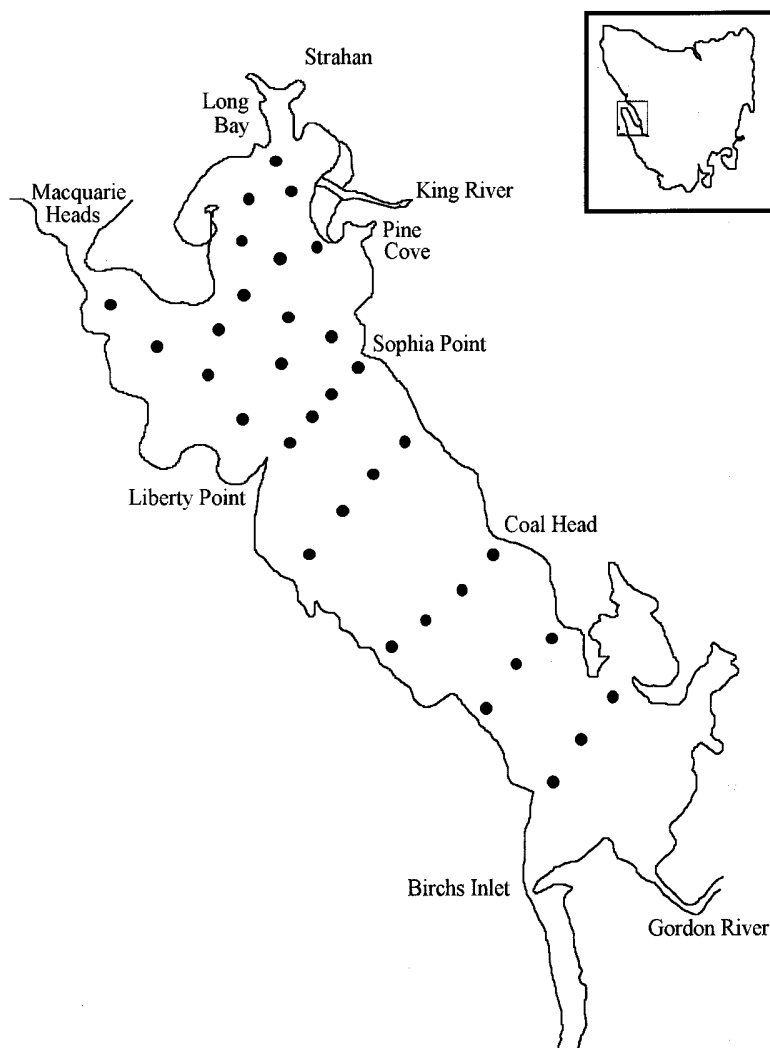 Strahan
Long
Bay
King River
Macquarie
Heads
Pine
Cove
Sophia Point
Liberty Point
Coal Head
Birchs Inlet
Gordon River